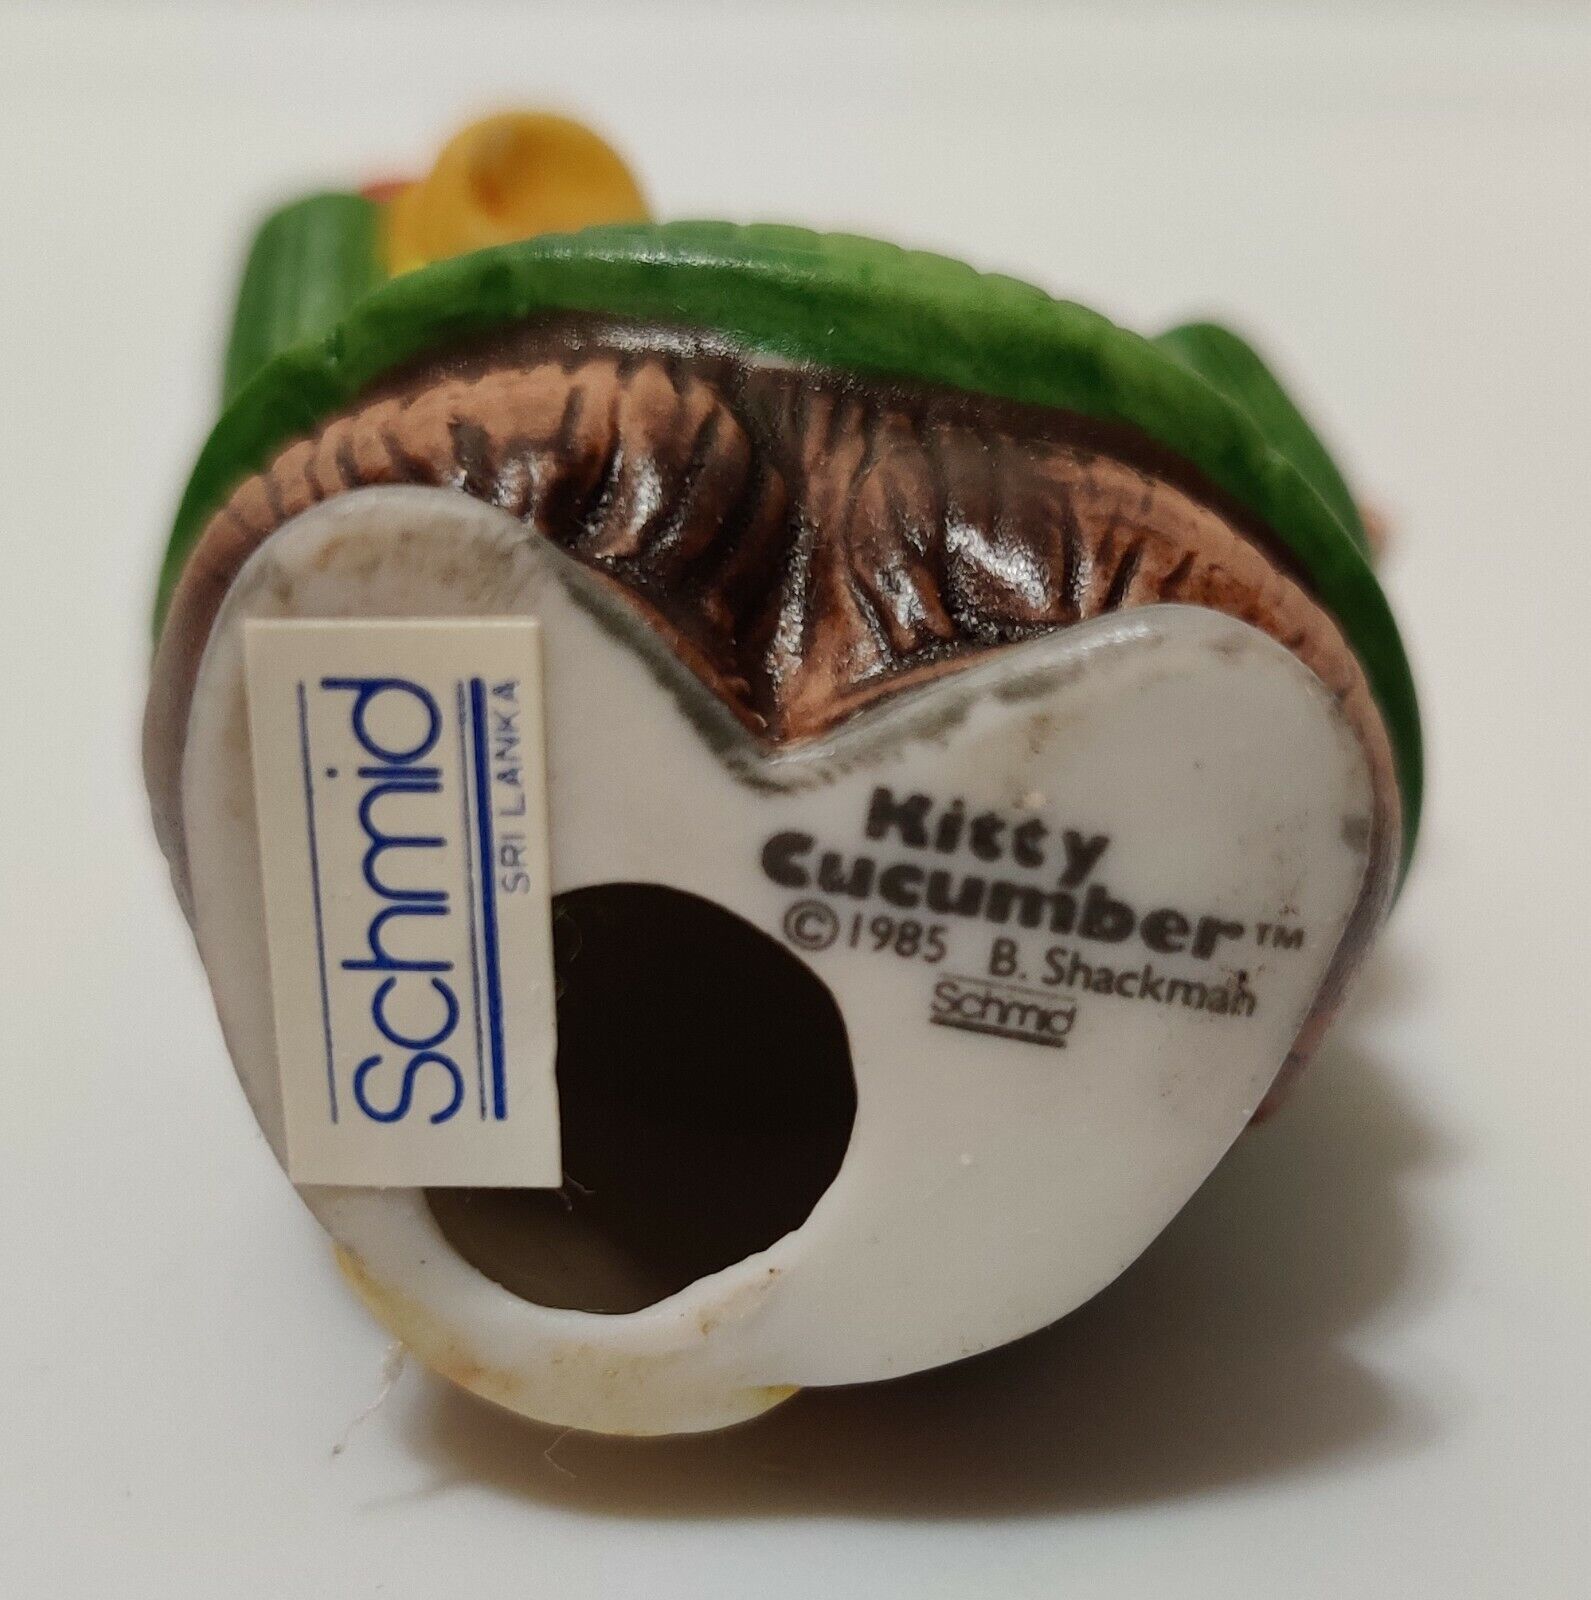 Schmid
SRI LANKA
Kitty
Cucumber™
©1985 B. Shackman
Schmid